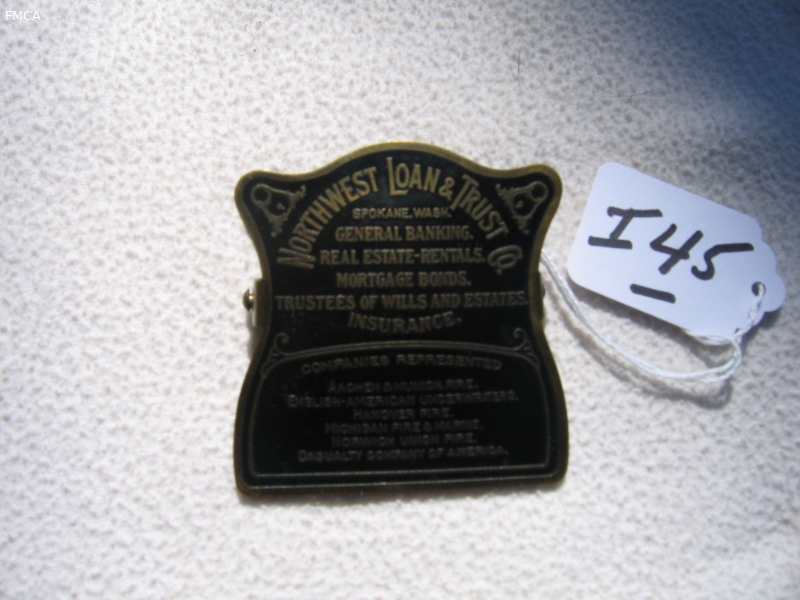 FMCA
NORTHWEST LOAN & TRUST CO.
SPOKANE, WASH.
GENERAL BANKING.
REAL ESTATE-RENTALS.
MORTGAGE BONDS.
TRUSTEES OF WILLS AND ESTATES.
INSURANCE.
COMPANIES REPRESENTED
AACHEN & MUNICH FIRE.
ENGLISH-AMERICAN UNDERWRITERS.
HANOVER FIRE.
MICHIGAN FIRE & MARINE.
NORWICH UNION FIRE.
CASUALTY COMPANY OF AMERICA.
I45